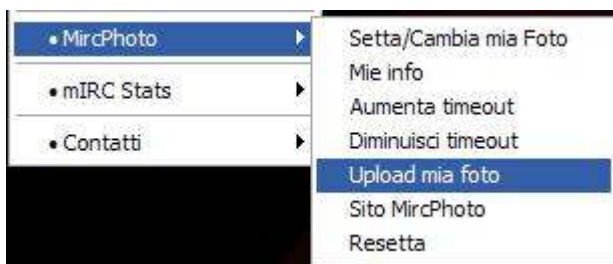 • MircPhoto
• mIRC Stats
• Contatti
Setta/Cambia mia Foto
Mie info
Aumenta timeout
Diminuisci timeout
Upload mia foto
Sito MircPhoto
Resetta